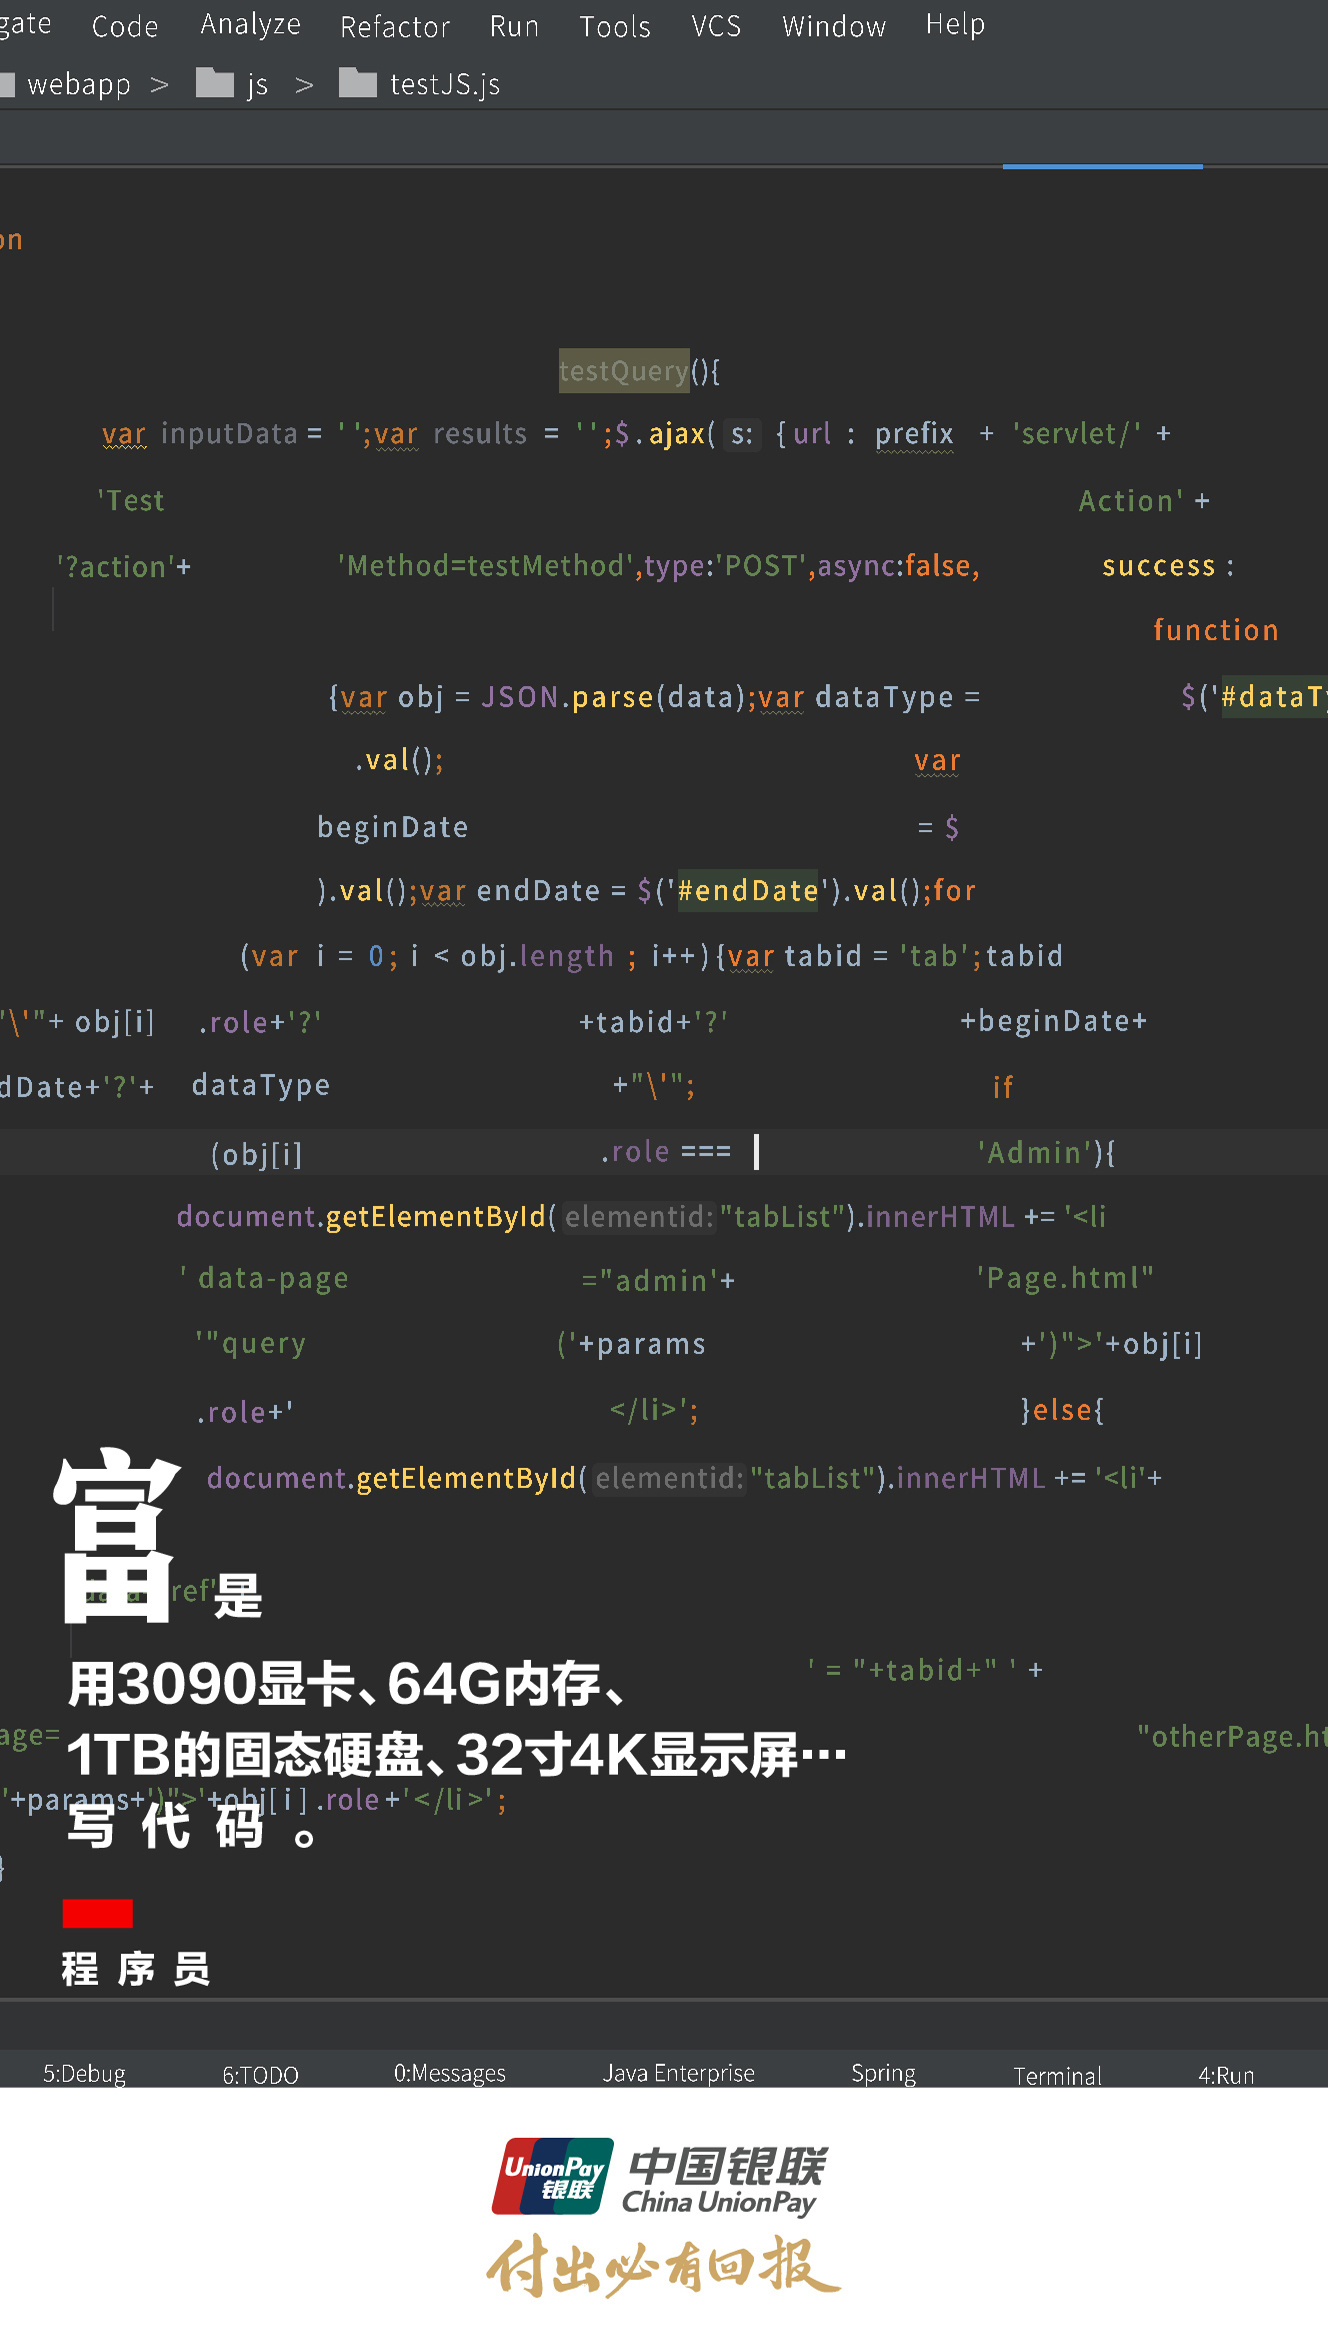 gate Code Analyze Refactor Run Tools VCS Window Help
webapp > js > testJS.js
on
testQuery(){
var inputData = '';var results = '';$.ajax( s: {url : prefix + 'servlet/' +
'Test Action' +
'?action'+ 'Method=testMethod',type:'POST',async:false, success :
function
{var obj = JSON.parse(data);var dataType = $('#dataTy
.val(); var
beginDate = $
).val();var endDate = $('#endDate').val();for
(var i = 0; i < obj.length ; i++){var tabid = 'tab';tabid
"\'"+ obj[i] .role+'?' +tabid+'?' +beginDate+
dDate+'?'+ dataType +"\'"; if
(obj[i] .role === 'Admin'){
document.getElementById( elementid: "tabList").innerHTML += '<li
' data-page ="admin'+ 'Page.html"
'"query ('+params +')">'+obj[i]
.role+' </li>'; }else{
document.getElementById( elementid: "tabList").innerHTML += '<li'+
ref'
富是
' = "+tabid+" ' +
用3090显卡、64G内存、
age= "otherPage.ht
1TB的固态硬盘、32寸4K显示屏…
'+params+')">'+obj[i].role+'</li>';
写代码。
}
程序员
5:Debug 6:TODO 0:Messages Java Enterprise Spring Terminal 4:Run
UnionPay 中国银联
银联 China UnionPay
付出必有回报